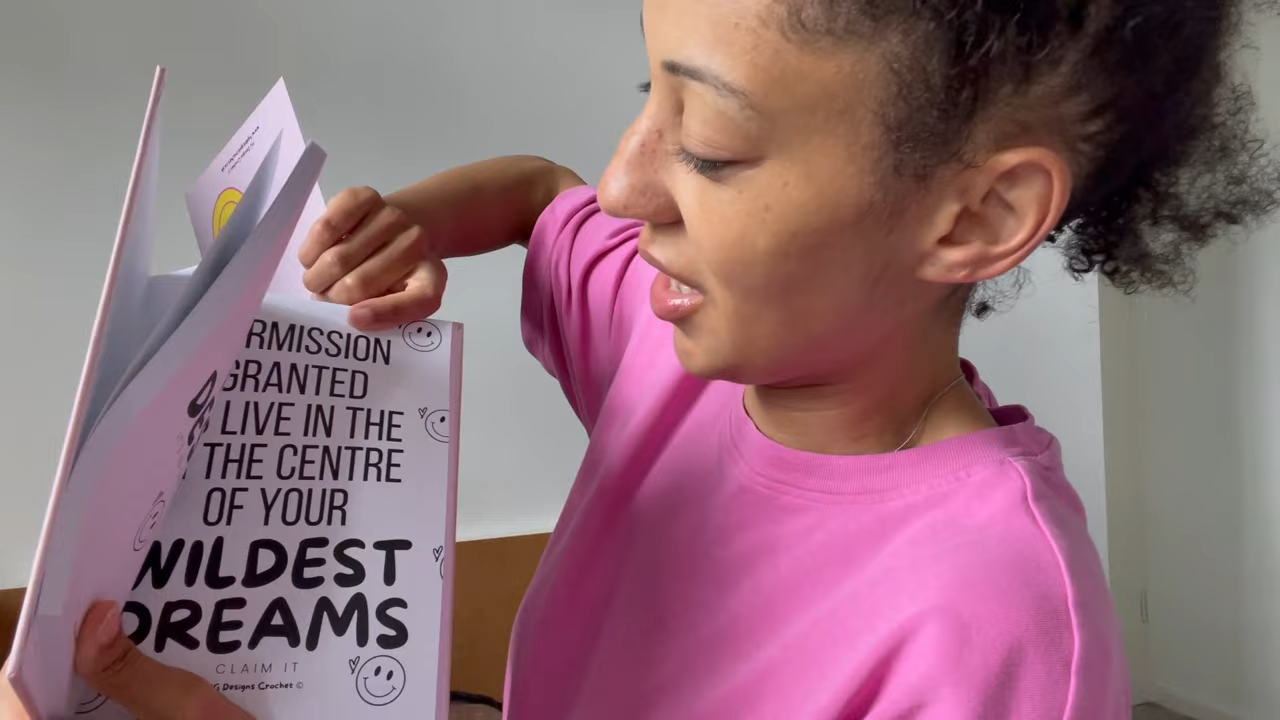 RMISSION
GRANTED
LIVE IN THE
THE CENTRE
OF YOUR
WILDEST
DREAMS
CLAIM IT
G Designs Crochet ©